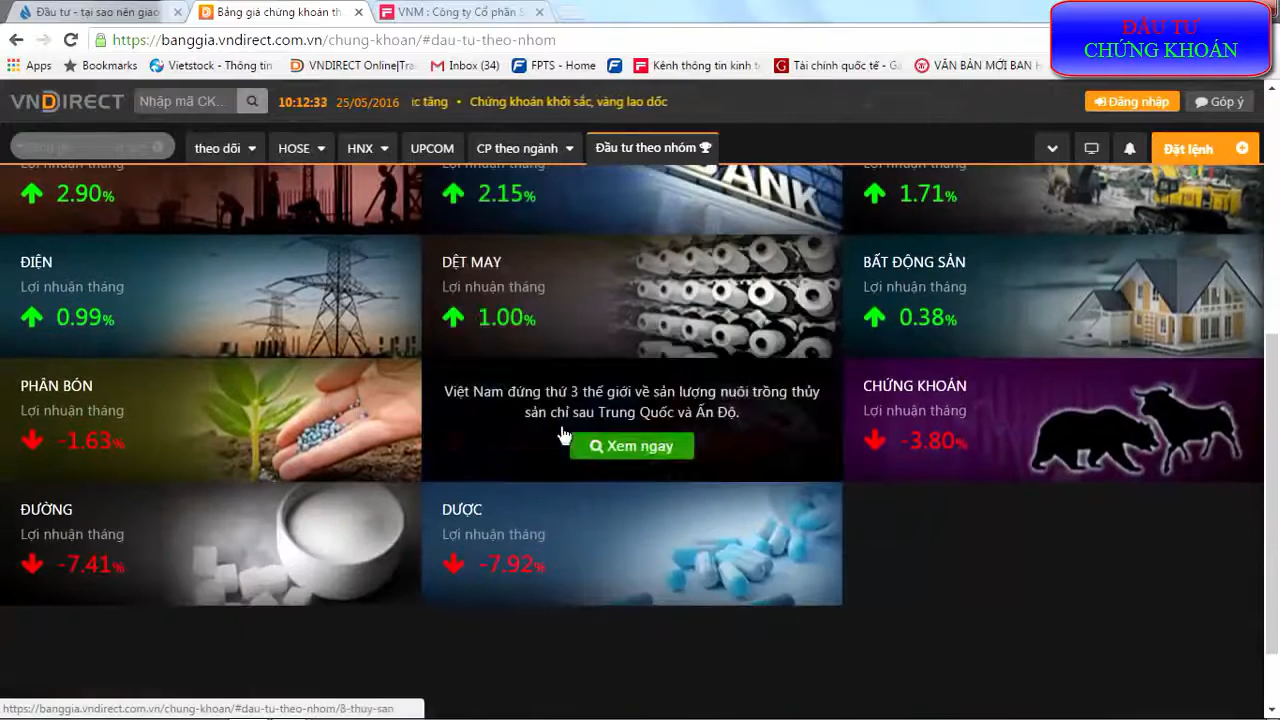 Đầu tư - tại sao nên giao
Bảng giá chứng khoán th
VNM : Công ty Cổ phần S
https://banggia.vndirect.com.vn/chung-khoan/#dau-tu-theo-nhom
Apps
Bookmarks
Vietstock - Thông tin
VNDIRECT Online|Tra
Inbox (34)
FPTS - Home
Kênh thông tin kinh t
Tài chính quốc tế - Ga
VĂN BẢN MỚI BAN H
ĐẦU TƯ
CHỨNG KHOÁN
VNDIRECT
Nhập mã CK...
10:12:33
25/05/2016
ic tăng • Chứng khoán khởi sắc, vàng lao dốc
Đăng nhập
Góp ý
theo dõi
HOSE
HNX
UPCOM
CP theo ngành
Đầu tư theo nhóm
Đặt lệnh
2.90%
2.15%
BANK
1.71%
ĐIỆN
Lợi nhuận tháng
0.99%
DỆT MAY
Lợi nhuận tháng
1.00%
BẤT ĐỘNG SẢN
Lợi nhuận tháng
0.38%
PHÂN BÓN
Lợi nhuận tháng
-1.63%
Việt Nam đứng thứ 3 thế giới về sản lượng nuôi trồng thủy
sản chỉ sau Trung Quốc và Ấn Độ.
Xem ngay
CHỨNG KHOÁN
Lợi nhuận tháng
-3.80%
ĐƯỜNG
Lợi nhuận tháng
-7.41%
DƯỢC
Lợi nhuận tháng
-7.92%
https://banggia.vndirect.com.vn/chung-khoan/#dau-tu-theo-nhom/8-thuy-san